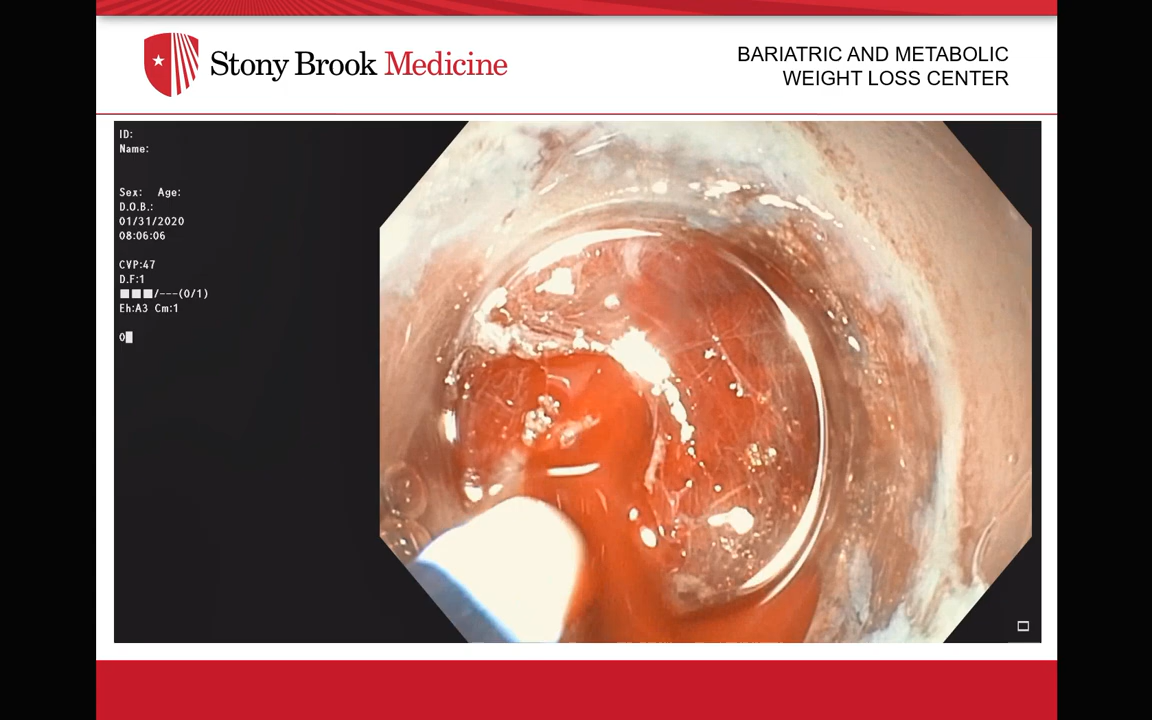 Stony Brook Medicine
BARIATRIC AND METABOLIC
WEIGHT LOSS CENTER
ID:
Name:
Sex: Age:
D.O.B.:
01/31/2020
08:06:06
CVP:47
D.F:1
■■■/---(0/1)
Eh:A3 Cm:1
0